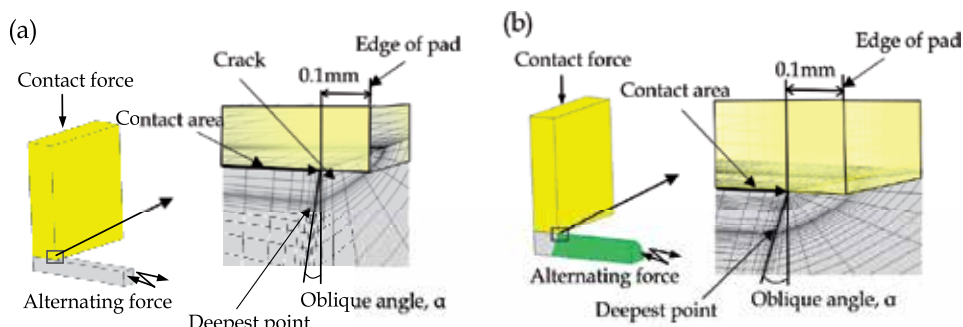 (a)
Crack
Edge of pad
0.1mm
Contact force
Contact area
Alternating force
Oblique angle, α
Deepest point
(b)
Edge of pad
Contact force
0.1mm
Contact area
Alternating force
Oblique angle, α
Deepest point